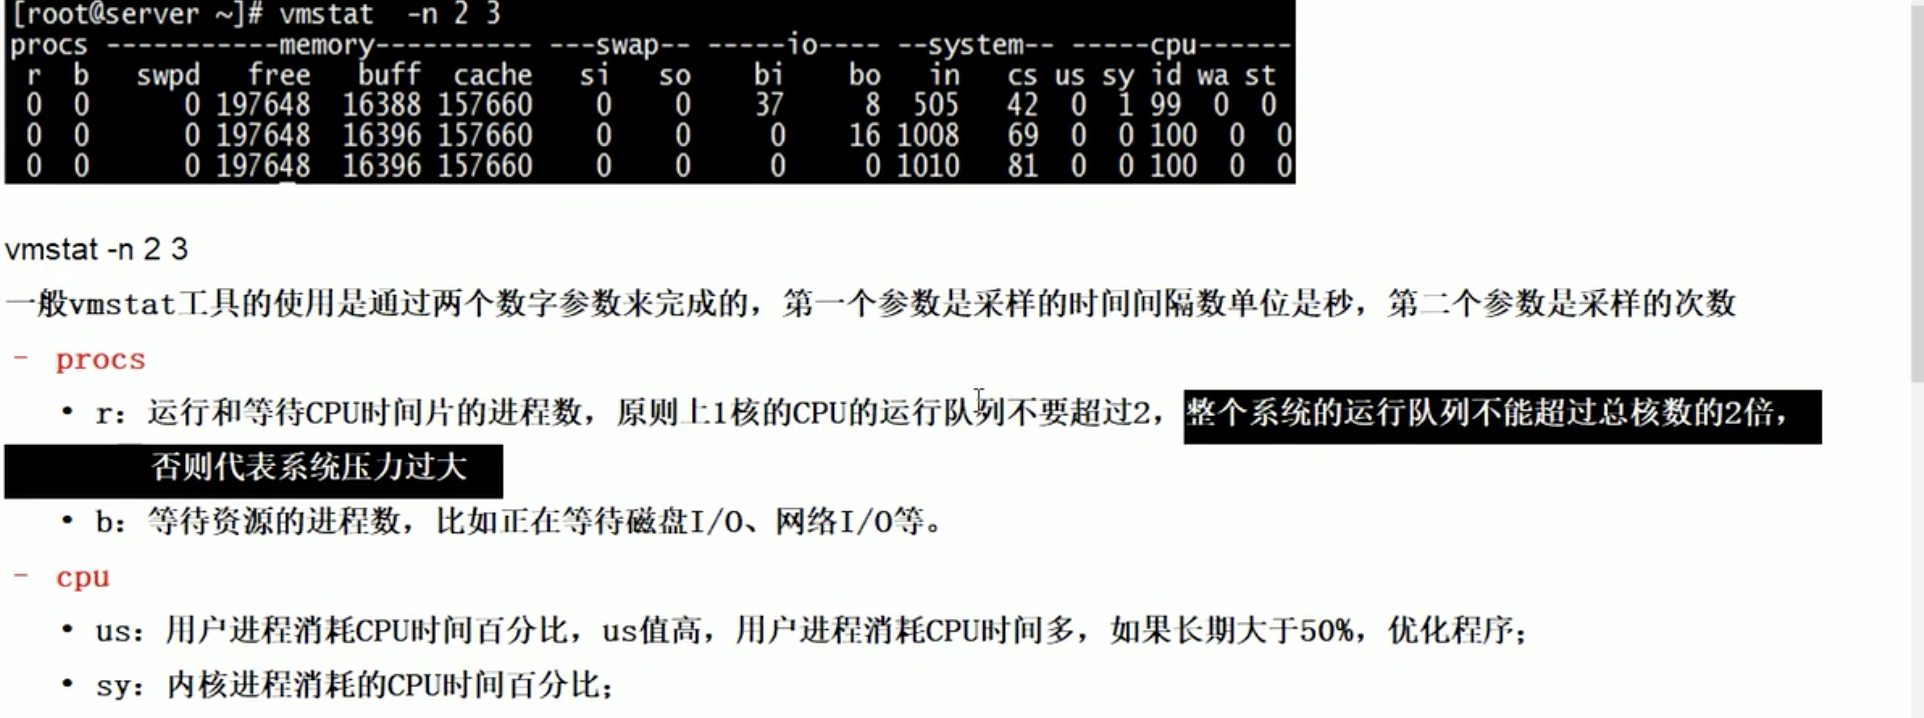 [root@server ~]# vmstat  -n 2 3
procs -----------memory---------- ---swap-- -----io---- --system-- -----cpu------
 r  b   swpd   free   buff  cache   si   so    bi    bo   in   cs us sy id wa st
 0  0      0 197648  16388 157660    0    0    37     8  505   42  0  1 99  0  0
 0  0      0 197648  16396 157660    0    0     0    16 1008   69  0  0 100  0  0
 0  0      0 197648  16396 157660    0    0     0     0 1010   81  0  0 100  0  0
vmstat -n 2 3
一般vmstat工具的使用是通过两个数字参数来完成的，第一个参数是采样的时间间隔数单位是秒，第二个参数是采样的次数
- procs
• r：运行和等待CPU时间片的进程数，原则上1核的CPU的运行队列不要超过2，整个系统的运行队列不能超过总核数的2倍，
否则代表系统压力过大
• b：等待资源的进程数，比如正在等待磁盘I/O、网络I/O等。
- cpu
• us：用户进程消耗CPU时间百分比，us值高，用户进程消耗CPU时间多，如果长期大于50%，优化程序；
• sy：内核进程消耗的CPU时间百分比；